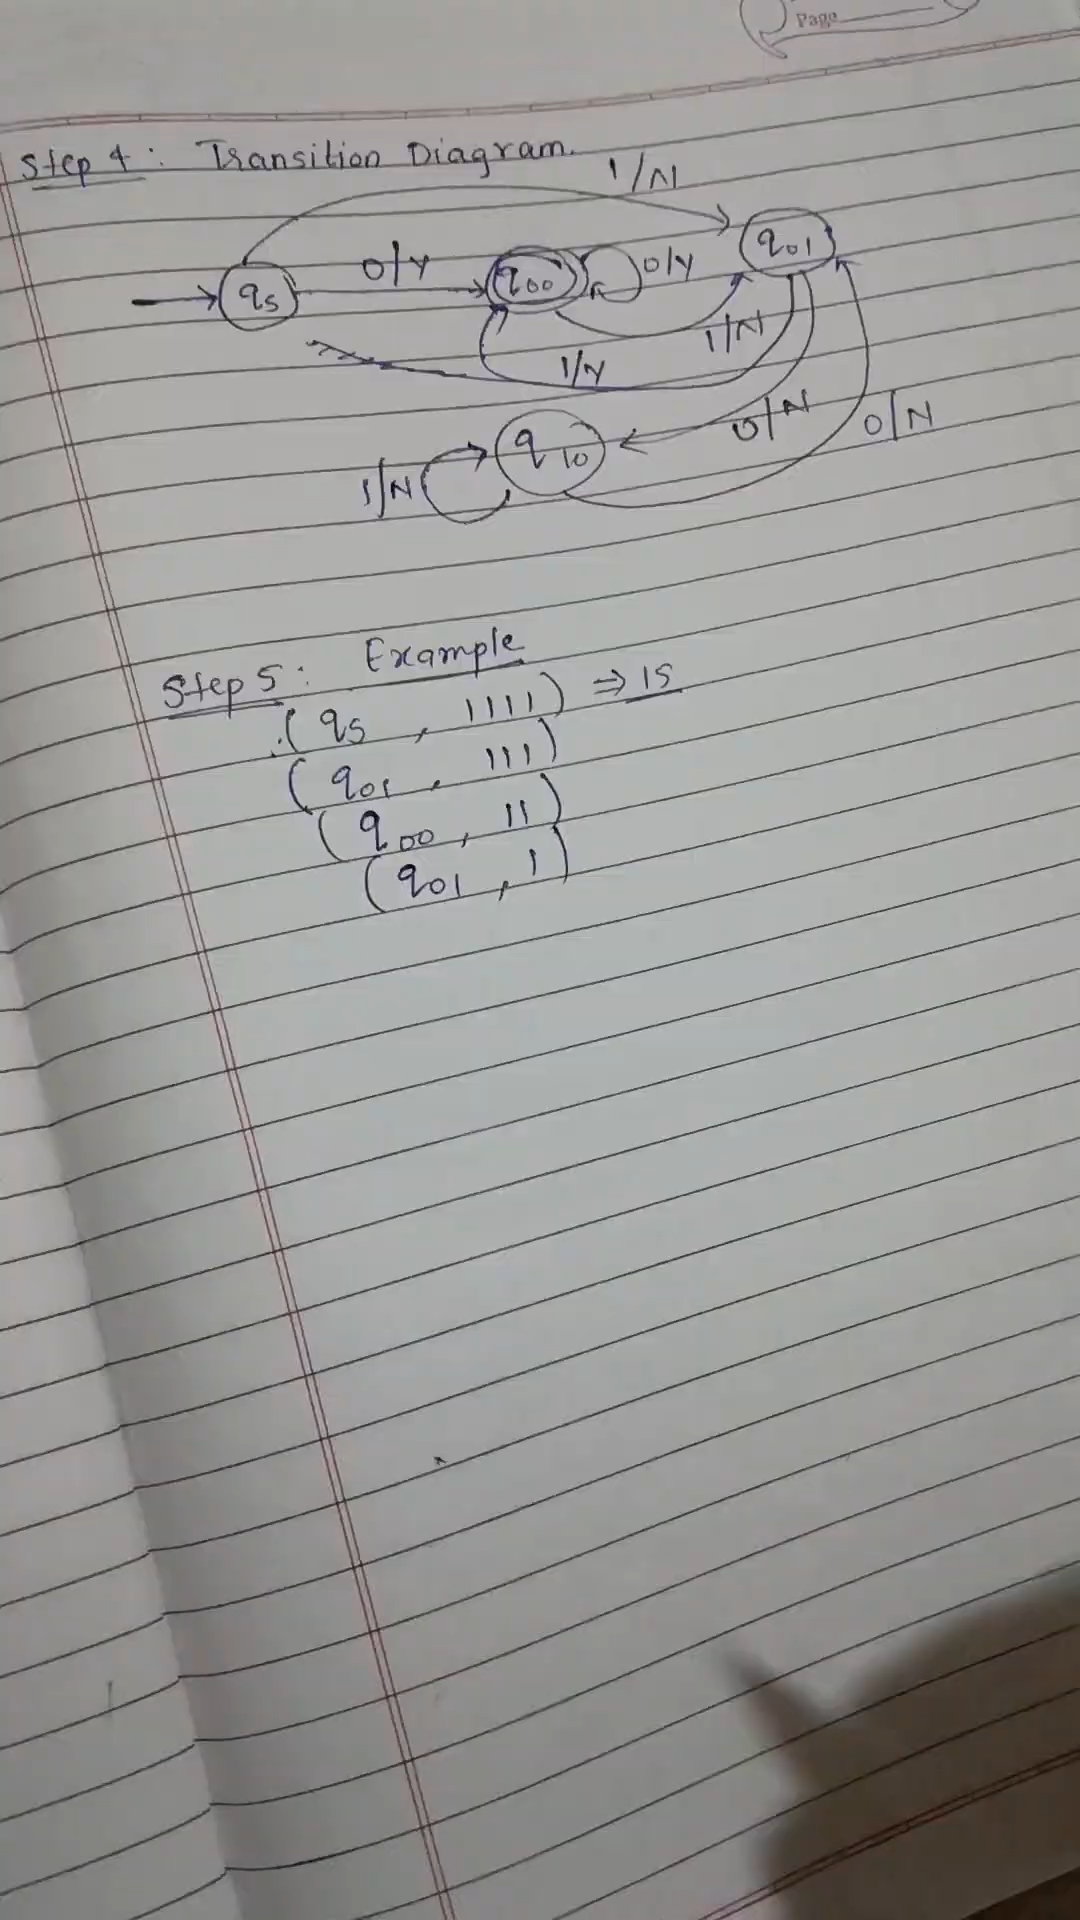 Page
Step 4 : Transition Diagram.
1/N
qs 0/Y q00 0/Y q01
1/Y 1/N
q10 0/N 0/N
1/N
Step 5 : Example
(qs , 1111) ⇒ 15
(q01 , 111)
(q00 , 11)
(q01 , 1)